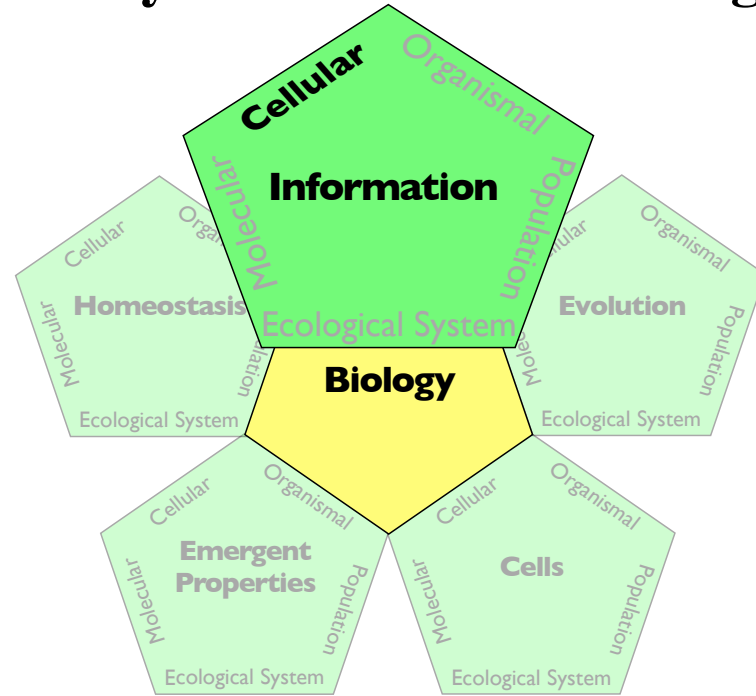 Cellular
Organismal
Molecular
Information
Population
Ecological System
Cellular
Homeostasis
Molecular
Ecological System
Organismal
Evolution
Population
Ecological System
Biology
Cellular
Organismal
Molecular
Emergent
Properties
Population
Ecological System
Cellular
Organismal
Molecular
Cells
Population
Ecological System